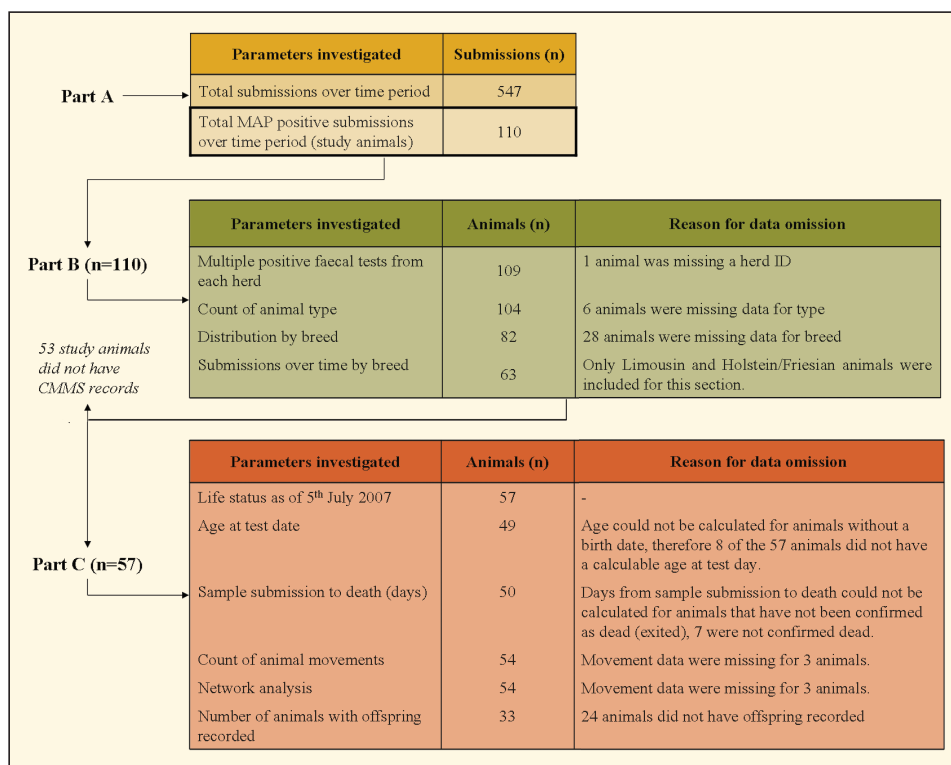 Parameters investigated Submissions (n)
Part A
Total submissions over time period 547
Total MAP positive submissions
over time period (study animals) 110
Parameters investigated Animals (n) Reason for data omission
Part B (n=110)
Multiple positive faecal tests from
each herd 109 1 animal was missing a herd ID
Count of animal type 104 6 animals were missing data for type
Distribution by breed 82 28 animals were missing data for breed
Submissions over time by breed 63 Only Limousin and Holstein/Friesian animals were
included for this section.
53 study animals
did not have
CMMS records
Parameters investigated Animals (n) Reason for data omission
Part C (n=57)
Life status as of 5th July 2007 57 -
Age at test date 49 Age could not be calculated for animals without a
birth date, therefore 8 of the 57 animals did not have
a calculable age at test day.
Sample submission to death (days) 50 Days from sample submission to death could not be
calculated for animals that have not been confirmed
as dead (exited), 7 were not confirmed dead.
Count of animal movements 54 Movement data were missing for 3 animals.
Network analysis 54 Movement data were missing for 3 animals.
Number of animals with offspring
recorded 33 24 animals did not have offspring recorded